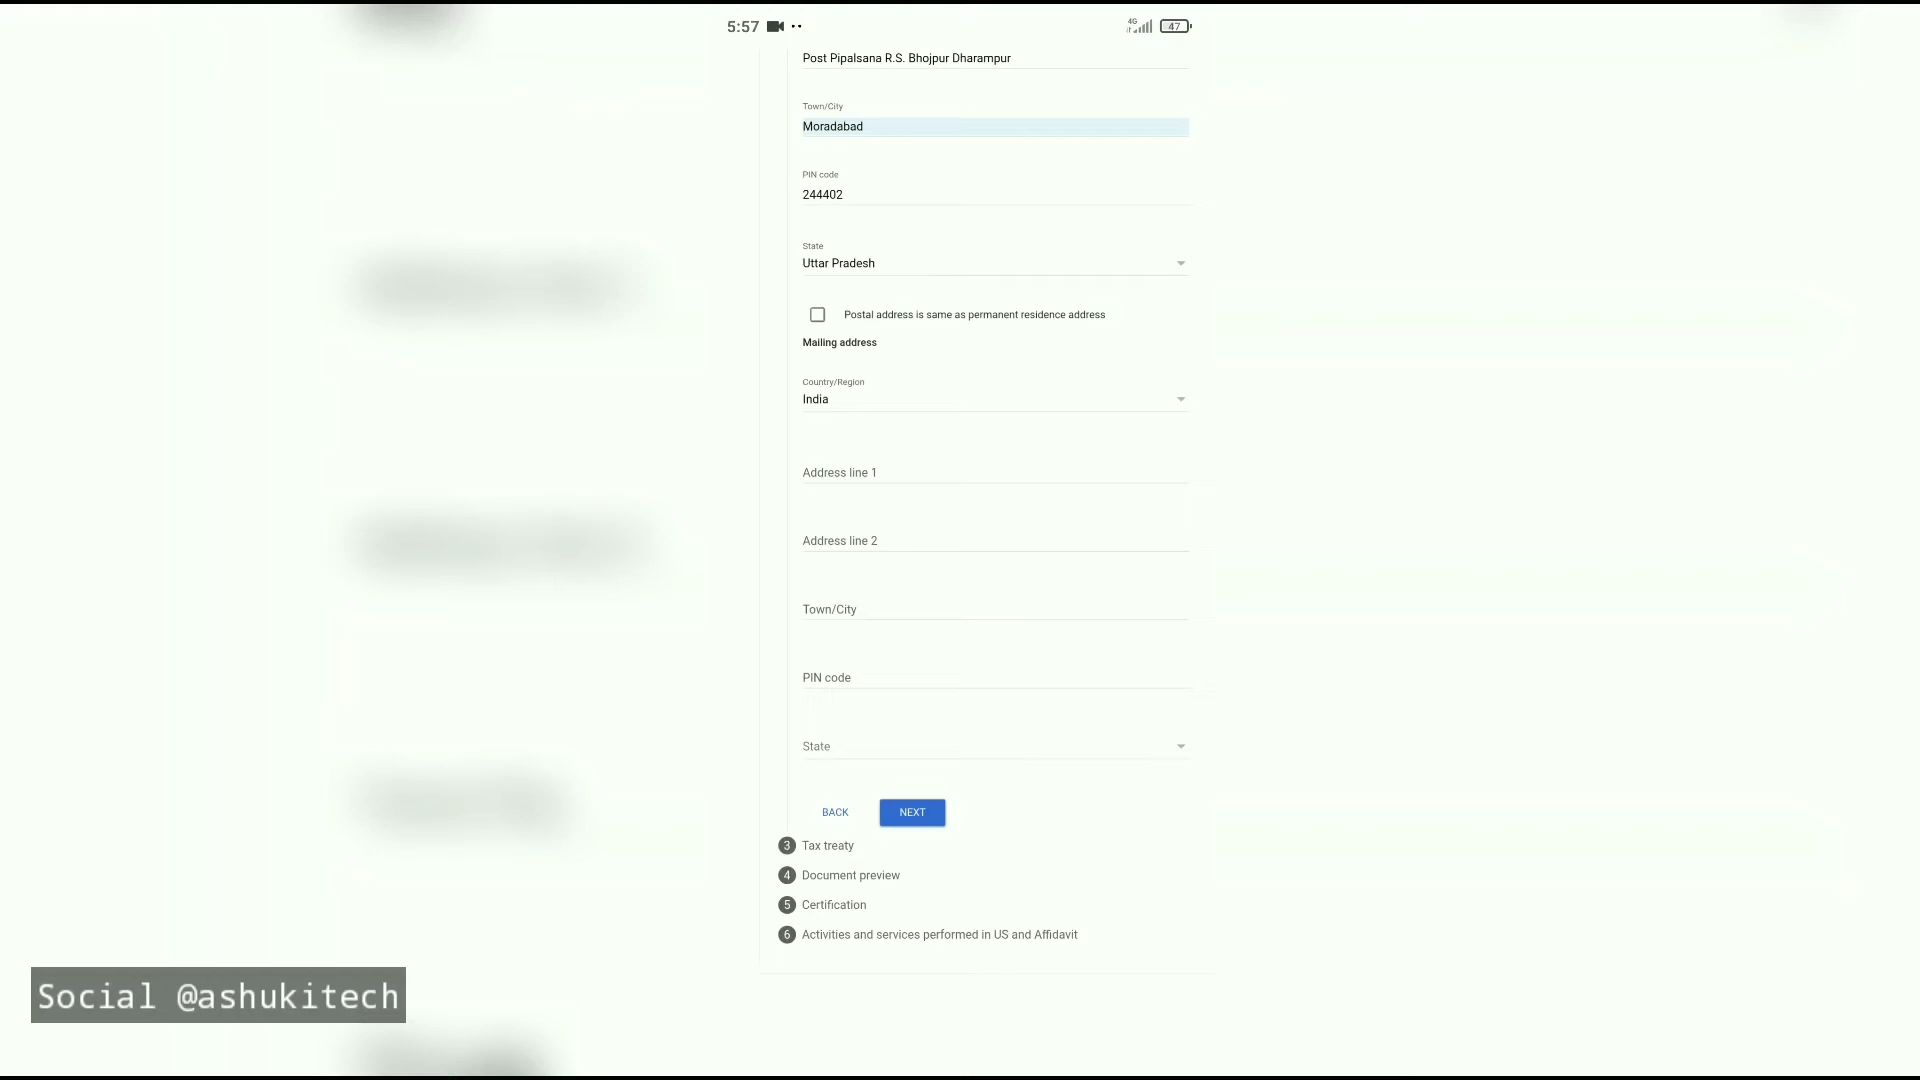 5:57
4G
47
Post Pipalsana R.S. Bhojpur Dharampur
Town/City
Moradabad
PIN code
244402
State
Uttar Pradesh
Postal address is same as permanent residence address
Mailing address
Country/Region
India
Address line 1
Address line 2
Town/City
PIN code
State
BACK NEXT
3 Tax treaty
4 Document preview
5 Certification
6 Activities and services performed in US and Affidavit
Social @ashukitech